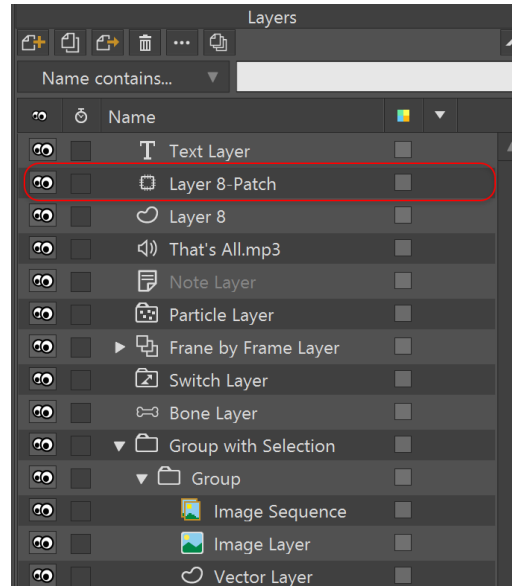 Layers
Name contains...
Name
Text Layer
Layer 8-Patch
Layer 8
That's All.mp3
Note Layer
Particle Layer
Frane by Frame Layer
Switch Layer
Bone Layer
Group with Selection
Group
Image Sequence
Image Layer
Vector Layer